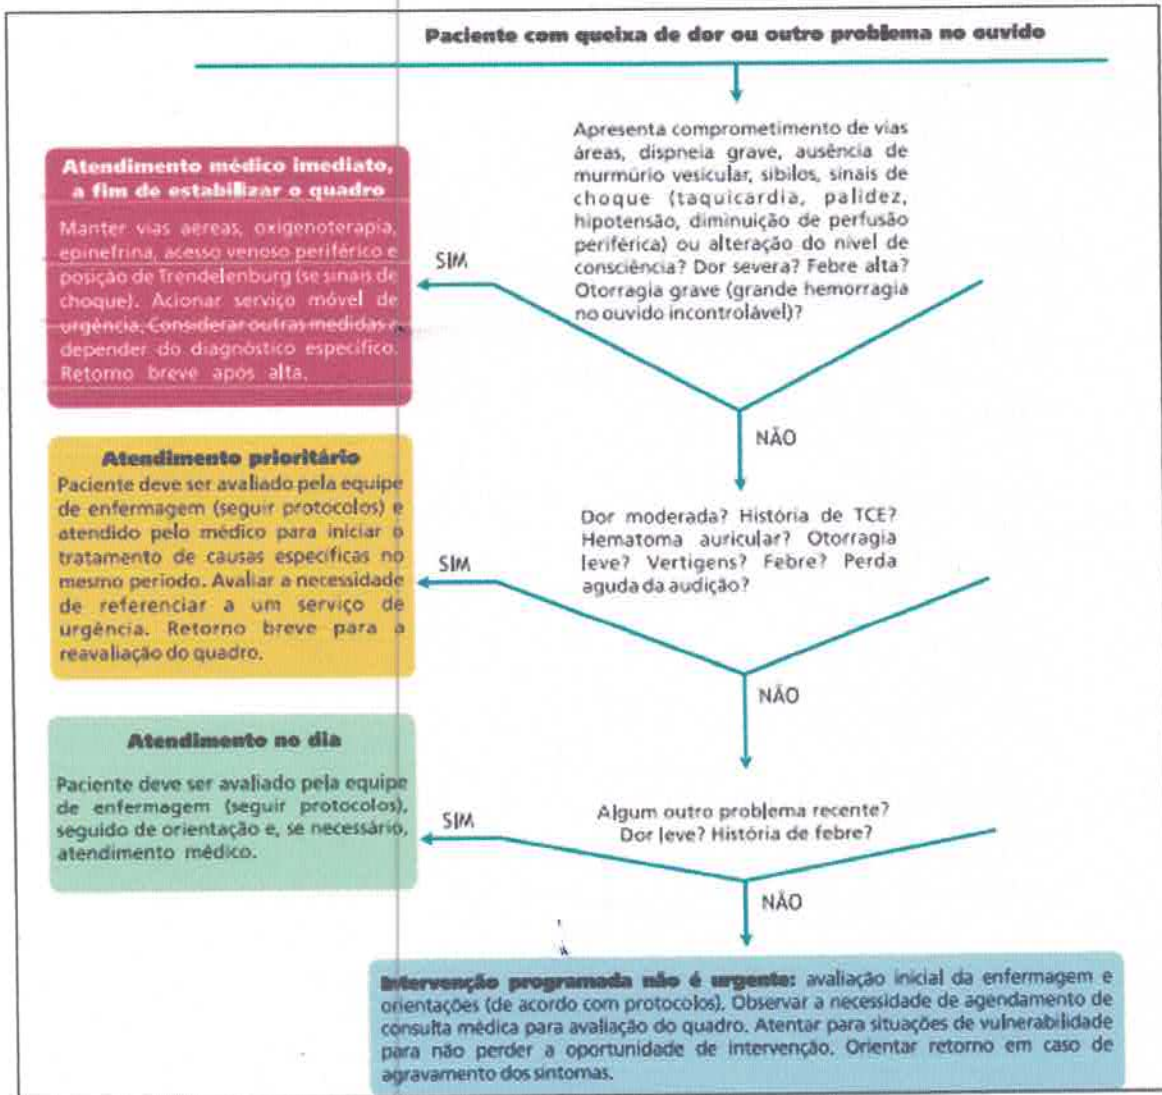 Paciente com queixa de dor ou outro problema no ouvido
Apresenta comprometimento de vias
áreas, dispneia grave, ausência de
murmúrio vesicular, sibilos, sinais de
choque (taquicardia, palidez,
hipotensão, diminuição de perfusão
periférica) ou alteração do nível de
consciência? Dor severa? Febre alta?
Otorragia grave (grande hemorragia
no ouvido incontrolável)?
SIM
Atendimento médico imediato,
a fim de estabilizar o quadro
Manter vias aéreas, oxigenoterapia,
epinefrina, acesso venoso periférico e
posição de Trendelenburg (se sinais de
choque). Acionar serviço móvel de
urgência. Considerar outras medidas a
depender do diagnóstico específico.
Retorno breve após alta.
NÃO
Dor moderada? História de TCE?
Hematoma auricular? Otorragia
leve? Vertigens? Febre? Perda
aguda da audição?
SIM
Atendimento prioritário
Paciente deve ser avaliado pela equipe
de enfermagem (seguir protocolos) e
atendido pelo médico para iniciar o
tratamento de causas específicas no
mesmo período. Avaliar a necessidade
de referenciar a um serviço de
urgência. Retorno breve para a
reavaliação do quadro.
NÃO
Algum outro problema recente?
Dor leve? História de febre?
SIM
Atendimento no dia
Paciente deve ser avaliado pela equipe
de enfermagem (seguir protocolos),
seguido de orientação e, se necessário,
atendimento médico.
NÃO
Intervenção programada não é urgente: avaliação inicial da enfermagem e
orientações (de acordo com protocolos). Observar a necessidade de agendamento de
consulta médica para avaliação do quadro. Atentar para situações de vulnerabilidade
para não perder a oportunidade de intervenção. Orientar retorno em caso de
agravamento dos sintomas.